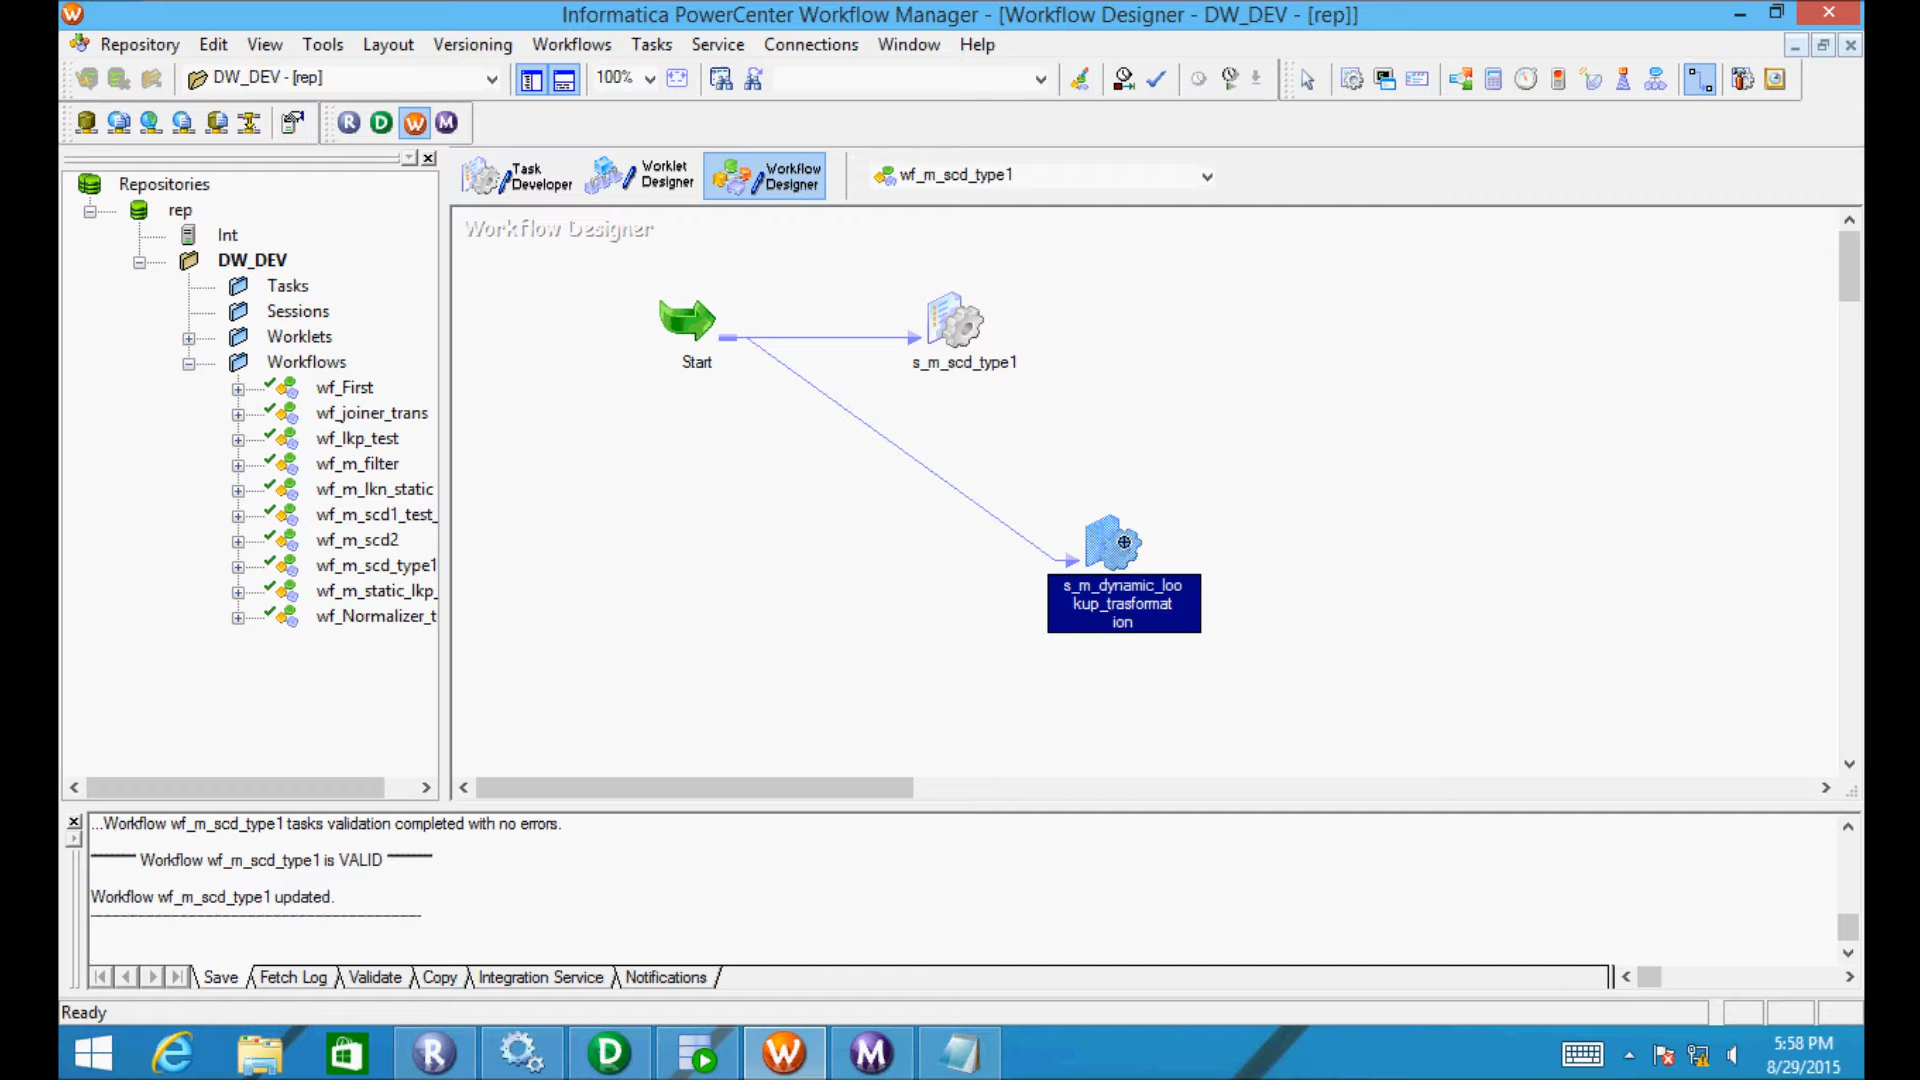 Informatica PowerCenter Workflow Manager - [Workflow Designer - DW_DEV - [rep]]
Repository Edit View Tools Layout Versioning Workflows Tasks Service Connections Window Help
DW_DEV - [rep]
100%
R D W M
Task Developer
Worklet Designer
Workflow Designer
wf_m_scd_type1
Repositories
rep
Int
DW_DEV
Tasks
Sessions
Worklets
Workflows
wf_First
wf_joiner_trans
wf_lkp_test
wf_m_filter
wf_m_lkn_static
wf_m_scd1_test_
wf_m_scd2
wf_m_scd_type1
wf_m_static_lkp_
wf_Normalizer_t
Workflow Designer
Start
s_m_scd_type1
s_m_dynamic_loo
kup_trasformat
ion
...Workflow wf_m_scd_type1 tasks validation completed with no errors.
******* Workflow wf_m_scd_type1 is VALID *******
Workflow wf_m_scd_type1 updated.
Save Fetch Log Validate Copy Integration Service Notifications
Ready
R D W M
5:58 PM
8/29/2015